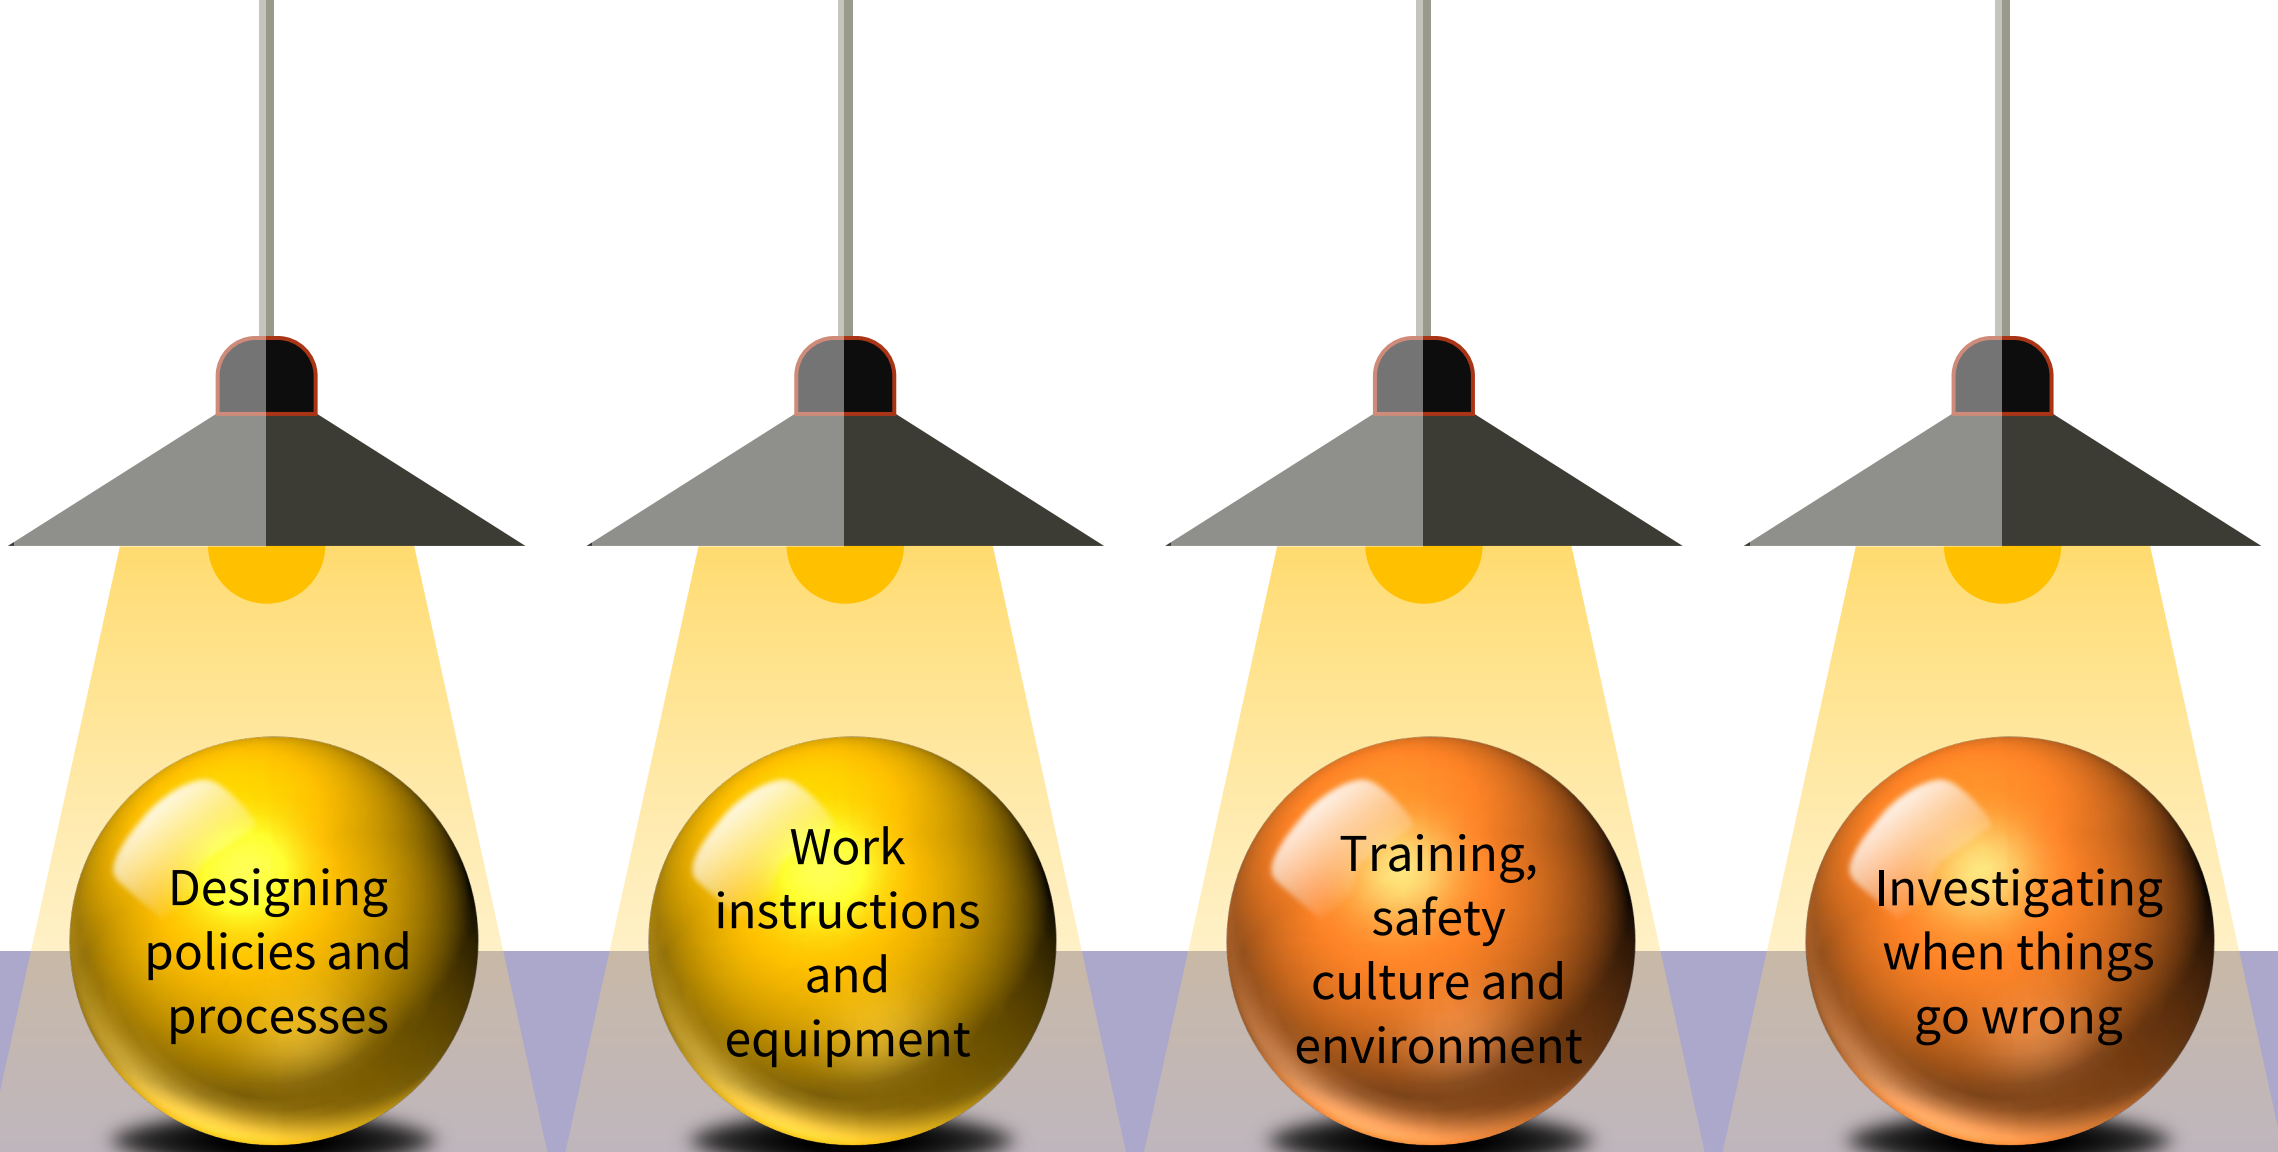 Designing
policies and
processes
Work
instructions
and
equipment
Training,
safety
culture and
environment
Investigating
when things
go wrong